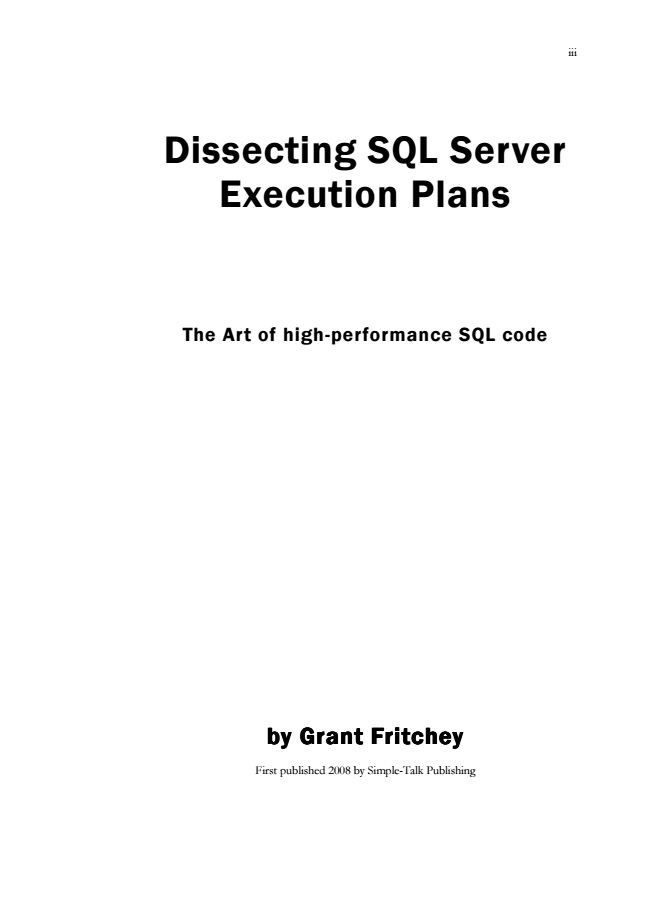 iii
Dissecting SQL Server
Execution Plans
The Art of high-performance SQL code
by Grant Fritchey
First published 2008 by Simple-Talk Publishing